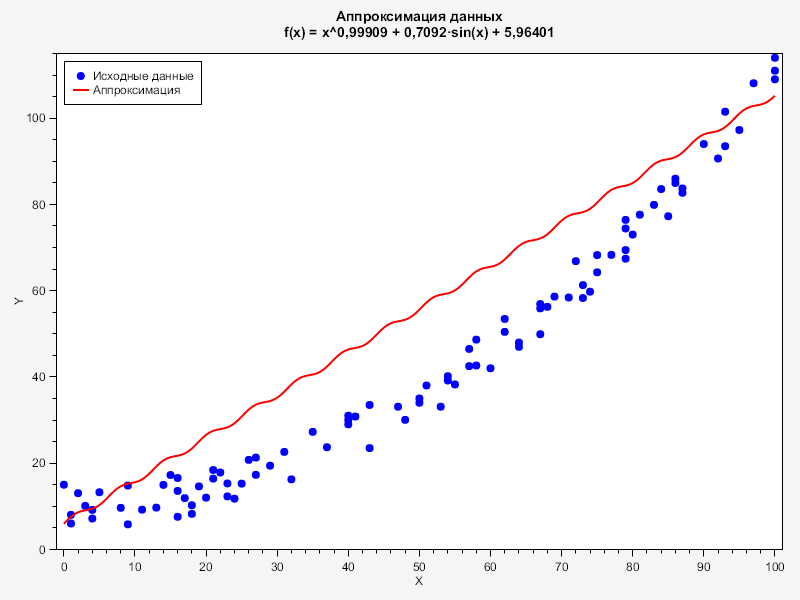 Аппроксимация данных
f(x) = x^0,99909 + 0,7092·sin(x) + 5,96401
Исходные данные
Аппроксимация
100
80
60
40
20
0
Y
0 10 20 30 40 50 60 70 80 90 100
X